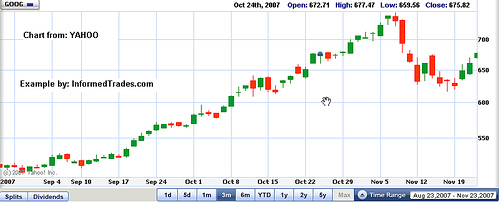 GOOG
Oct 24th, 2007 Open: 672.71 High: 677.47 Low: 659.56 Close: 675.82
Chart from: YAHOO
Example by: InformedTrades.com
700
650
600
550
(c) 2007 Yahoo! Inc.
2007 Sep 4 Sep 10 Sep 17 Sep 24 Oct 1 Oct 8 Oct 15 Oct 22 Oct 29 Nov 5 Nov 12 Nov 19
Splits Dividends 1d 5d 1m 3m 6m YTD 1y 2y 5y Max Time Range Aug 23,2007 - Nov 23,2007